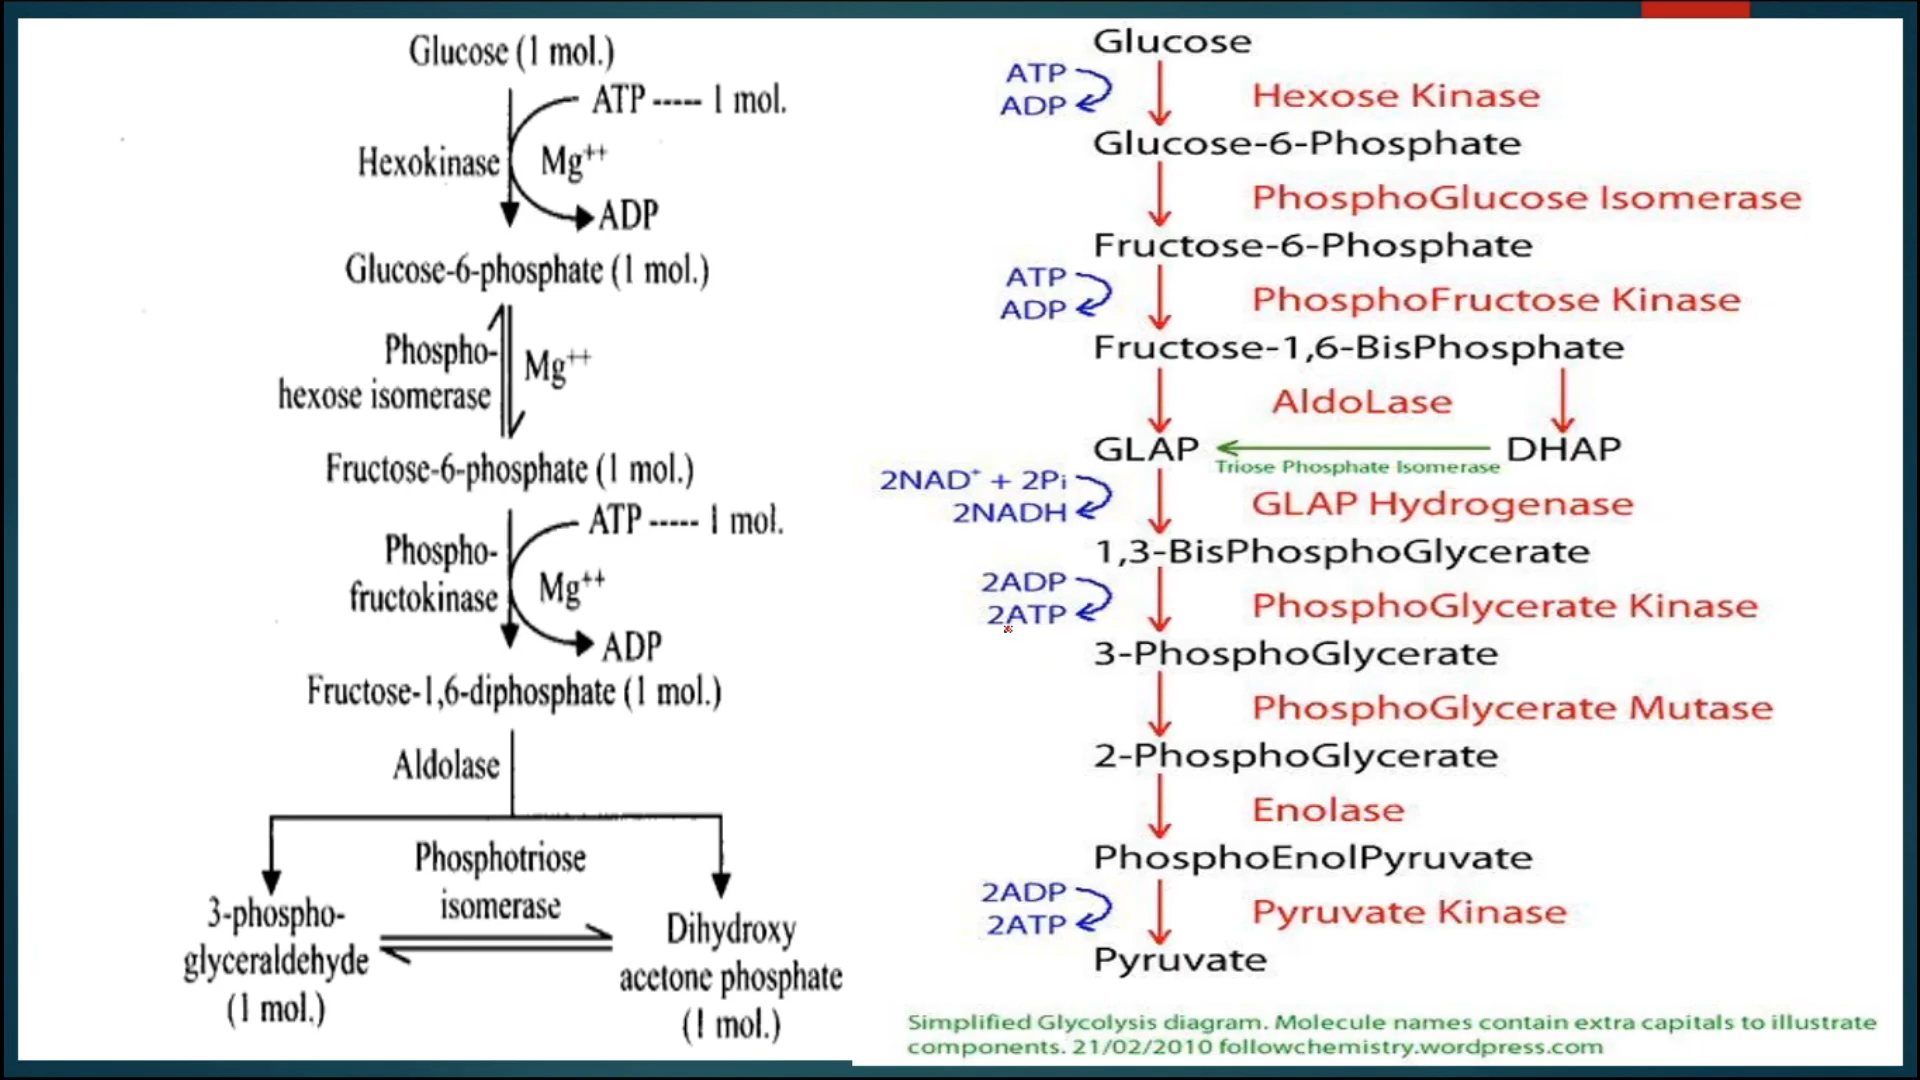 Glucose (1 mol.)
ATP ----- 1 mol.
Hexokinase
Mg++
ADP
Glucose-6-phosphate (1 mol.)
Phospho-
hexose isomerase
Mg++
Fructose-6-phosphate (1 mol.)
ATP ----- 1 mol.
Phospho-
fructokinase
Mg++
ADP
Fructose-1,6-diphosphate (1 mol.)
Aldolase
Phosphotriose
isomerase
3-phospho-
glyceraldehyde
(1 mol.)
Dihydroxy
acetone phosphate
(1 mol.)
Glucose
ATP
ADP
Hexose Kinase
Glucose-6-Phosphate
PhosphoGlucose Isomerase
Fructose-6-Phosphate
ATP
ADP
PhosphoFructose Kinase
Fructose-1,6-BisPhosphate
AldoLase
GLAP
DHAP
Triose Phosphate Isomerase
2NAD+ + 2Pi
2NADH
GLAP Hydrogenase
1,3-BisPhosphoGlycerate
2ADP
2ATP
PhosphoGlycerate Kinase
3-PhosphoGlycerate
PhosphoGlycerate Mutase
2-PhosphoGlycerate
Enolase
PhosphoEnolPyruvate
2ADP
2ATP
Pyruvate Kinase
Pyruvate
Simplified Glycolysis diagram. Molecule names contain extra capitals to illustrate
components. 21/02/2010 followchemistry.wordpress.com